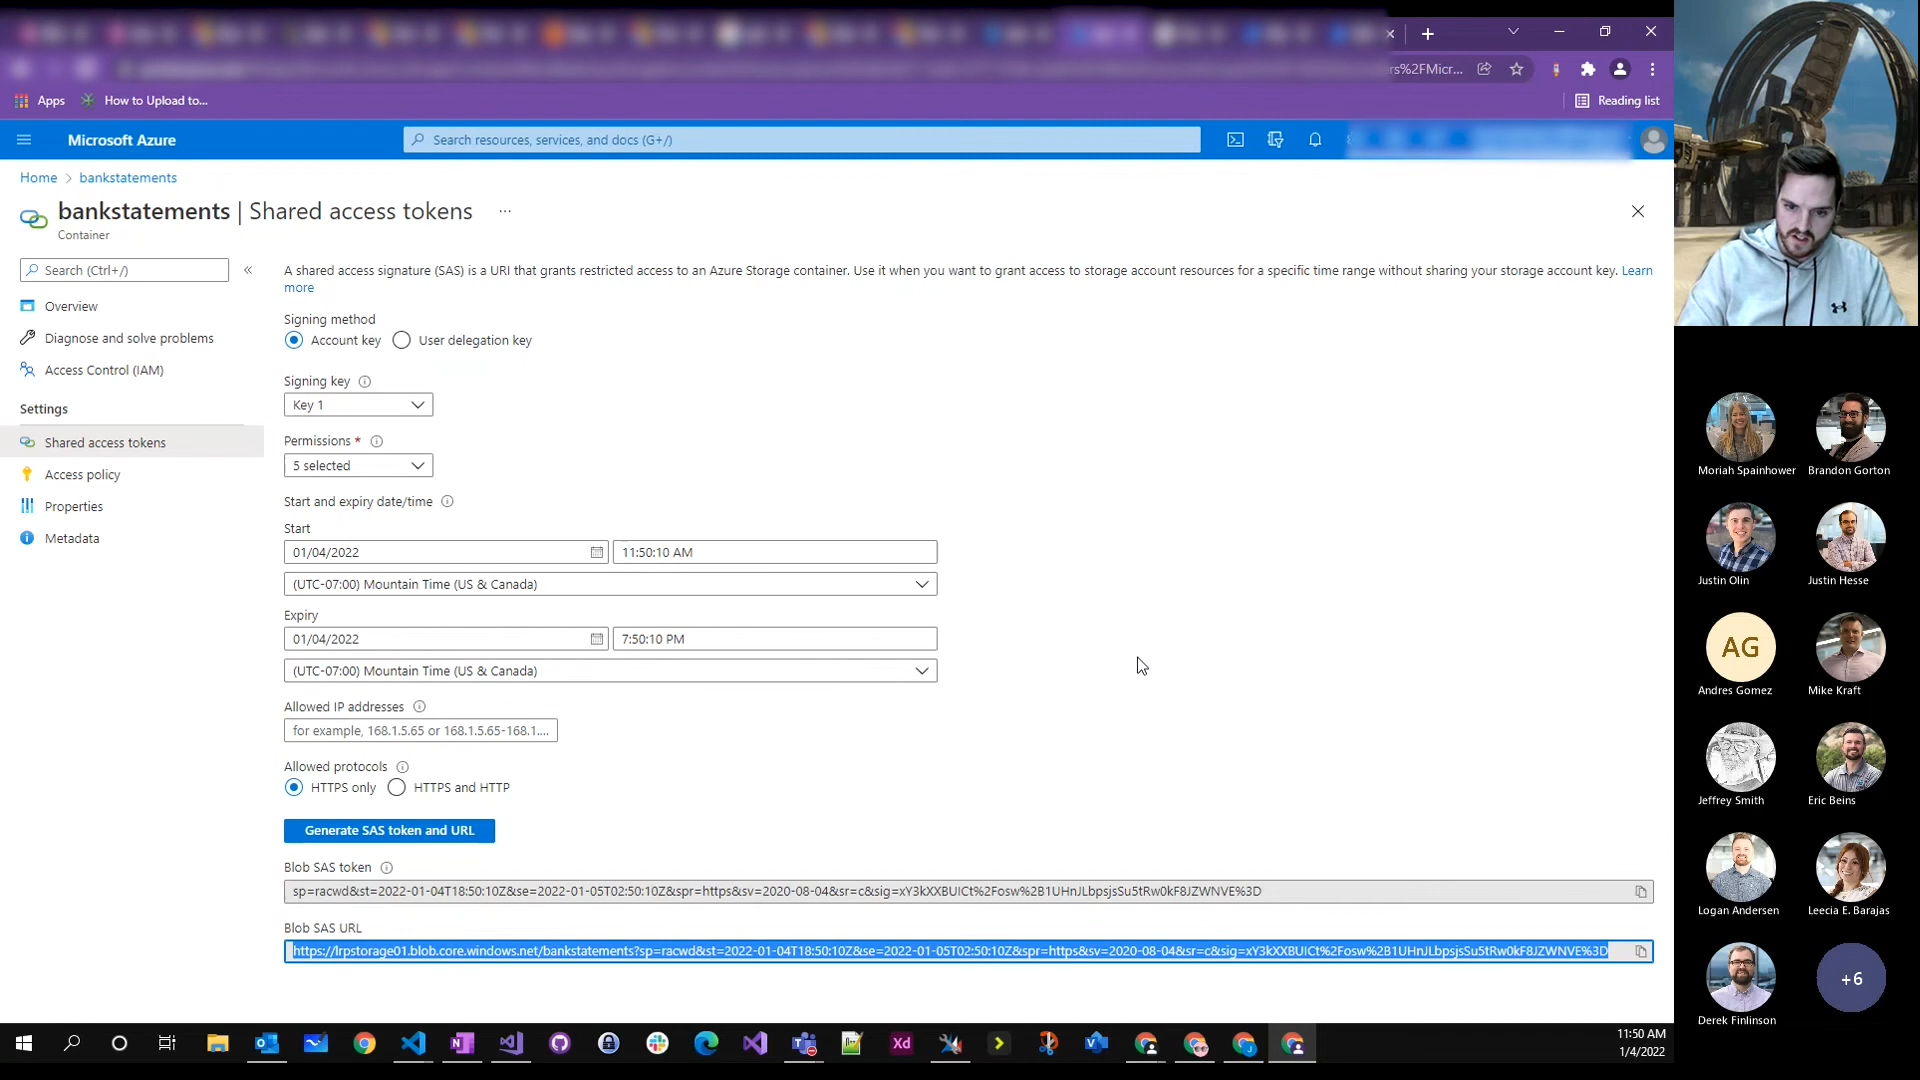 rs%2FMicr...
Apps
How to Upload to...
Reading list
Microsoft Azure
Search resources, services, and docs (G+/)
Home > bankstatements
bankstatements | Shared access tokens ...
Container
Search (Ctrl+/)
«
Overview
Diagnose and solve problems
Access Control (IAM)
Settings
Shared access tokens
Access policy
Properties
Metadata
A shared access signature (SAS) is a URI that grants restricted access to an Azure Storage container. Use it when you want to grant access to storage account resources for a specific time range without sharing your storage account key. Learn
more
Signing method
Account key User delegation key
Signing key
Key 1
Permissions *
5 selected
Start and expiry date/time
Start
01/04/2022 11:50:10 AM
(UTC-07:00) Mountain Time (US & Canada)
Expiry
01/04/2022 7:50:10 PM
(UTC-07:00) Mountain Time (US & Canada)
Allowed IP addresses
for example, 168.1.5.65 or 168.1.5.65-168.1....
Allowed protocols
HTTPS only HTTPS and HTTP
Generate SAS token and URL
Blob SAS token
sp=racwd&st=2022-01-04T18:50:10Z&se=2022-01-05T02:50:10Z&spr=https&sv=2020-08-04&sr=c&sig=xY3kXXBUICt%2Fosw%2B1UHnJLbpsjsSu5tRw0kF8JZWNVE%3D
Blob SAS URL
https://lrpstorage01.blob.core.windows.net/bankstatements?sp=racwd&st=2022-01-04T18:50:10Z&se=2022-01-05T02:50:10Z&spr=https&sv=2020-08-04&sr=c&sig=xY3kXXBUICt%2Fosw%2B1UHnJLbpsjsSu5tRw0kF8JZWNVE%3D
Moriah Spainhower
Brandon Gorton
Justin Olin
Justin Hesse
AG
Andres Gomez
Mike Kraft
Jeffrey Smith
Eric Beins
Logan Andersen
Leecia E. Barajas
+6
Derek Finlinson
Xd
11:50 AM
1/4/2022